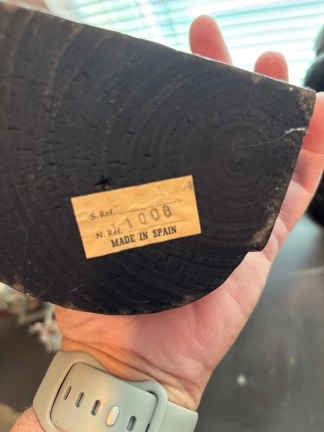 S. Ref.
N. Ref. 1006
MADE IN SPAIN